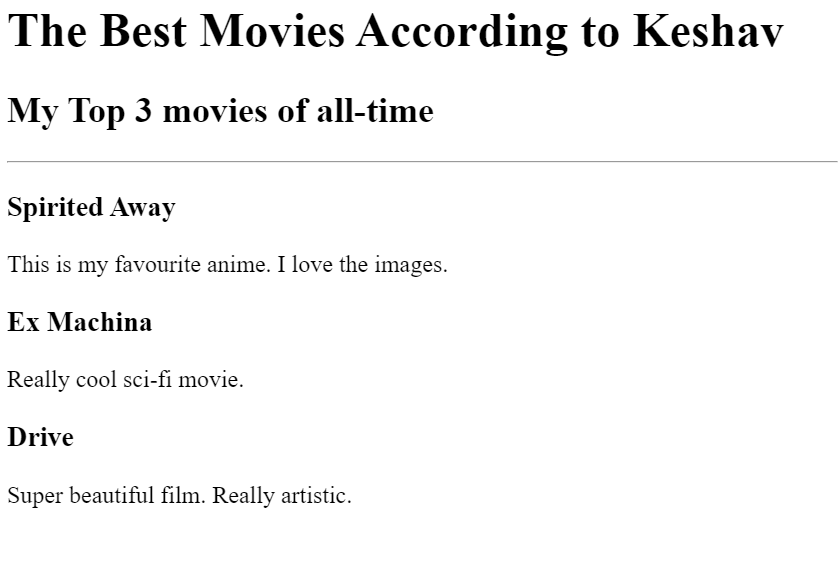 The Best Movies According to Keshav
My Top 3 movies of all-time
Spirited Away
This is my favourite anime. I love the images.
Ex Machina
Really cool sci-fi movie.
Drive
Super beautiful film. Really artistic.